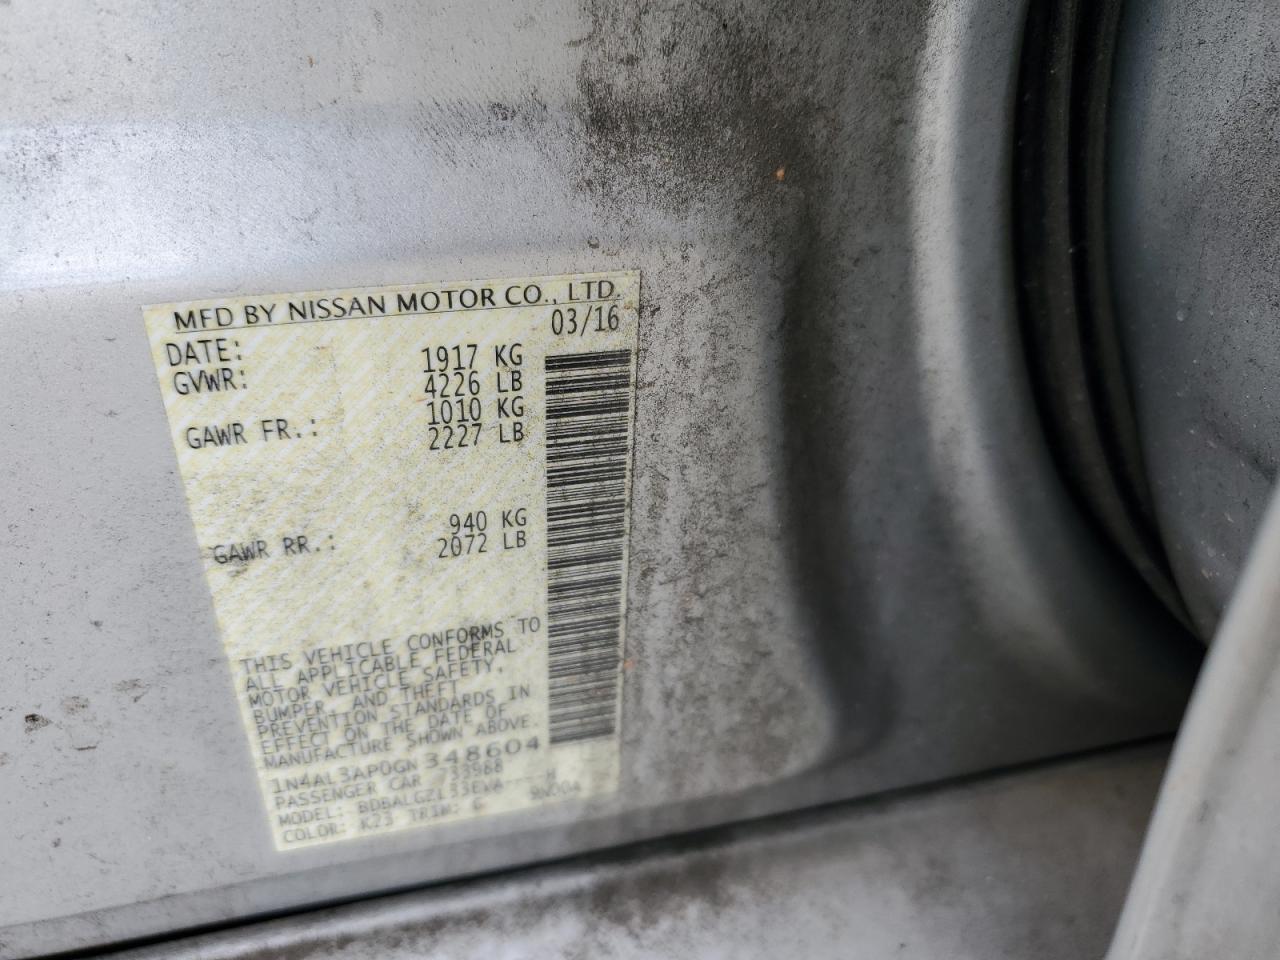 MFD BY NISSAN MOTOR CO., LTD.
DATE: 03/16
GVWR: 1917 KG
4226 LB
GAWR FR.: 1010 KG
2227 LB
GAWR RR.: 940 KG
2072 LB
THIS VEHICLE CONFORMS TO
ALL APPLICABLE FEDERAL
MOTOR VEHICLE SAFETY,
BUMPER, AND THEFT
PREVENTION STANDARDS IN
EFFECT ON THE DATE OF
MANUFACTURE SHOWN ABOVE.
1N4AL3AP0GN348604
PASSENGER CAR 733968
MODEL: H
COLOR: K23 TRIM: G